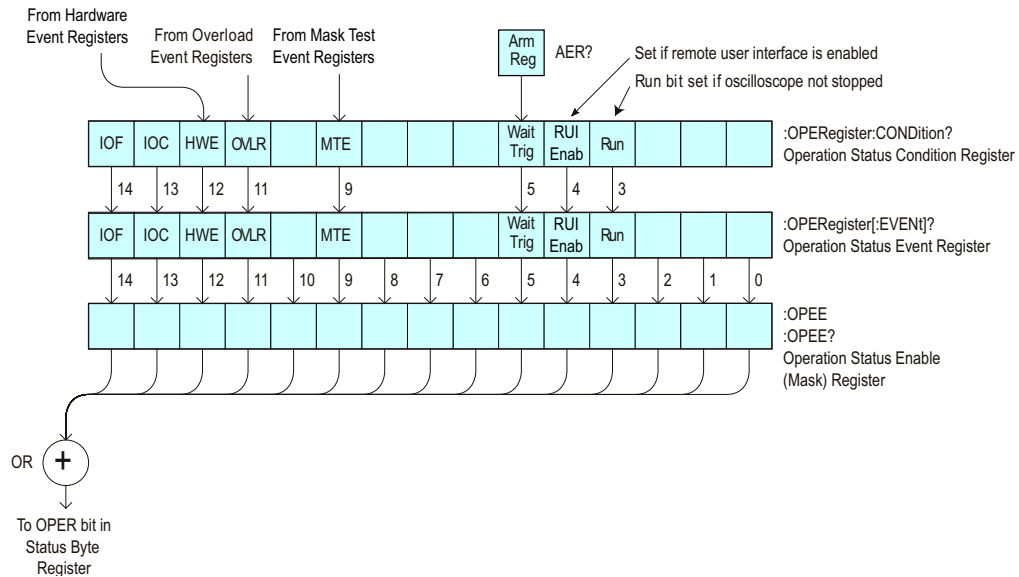 From Hardware
Event Registers
From Overload
Event Registers
From Mask Test
Event Registers
Arm
Reg
AER?
Set if remote user interface is enabled
Run bit set if oscilloscope not stopped
IOF IOC HWE OVLR MTE Wait Trig RUI Enab Run
:OPERegister:CONDition?
Operation Status Condition Register
14 13 12 11 9 5 4 3
IOF IOC HWE OVLR MTE Wait Trig RUI Enab Run
:OPERegister[:EVENt]?
Operation Status Event Register
14 13 12 11 10 9 8 7 6 5 4 3 2 1 0
:OPEE
:OPEE?
Operation Status Enable
(Mask) Register
OR +
To OPER bit in
Status Byte
Register